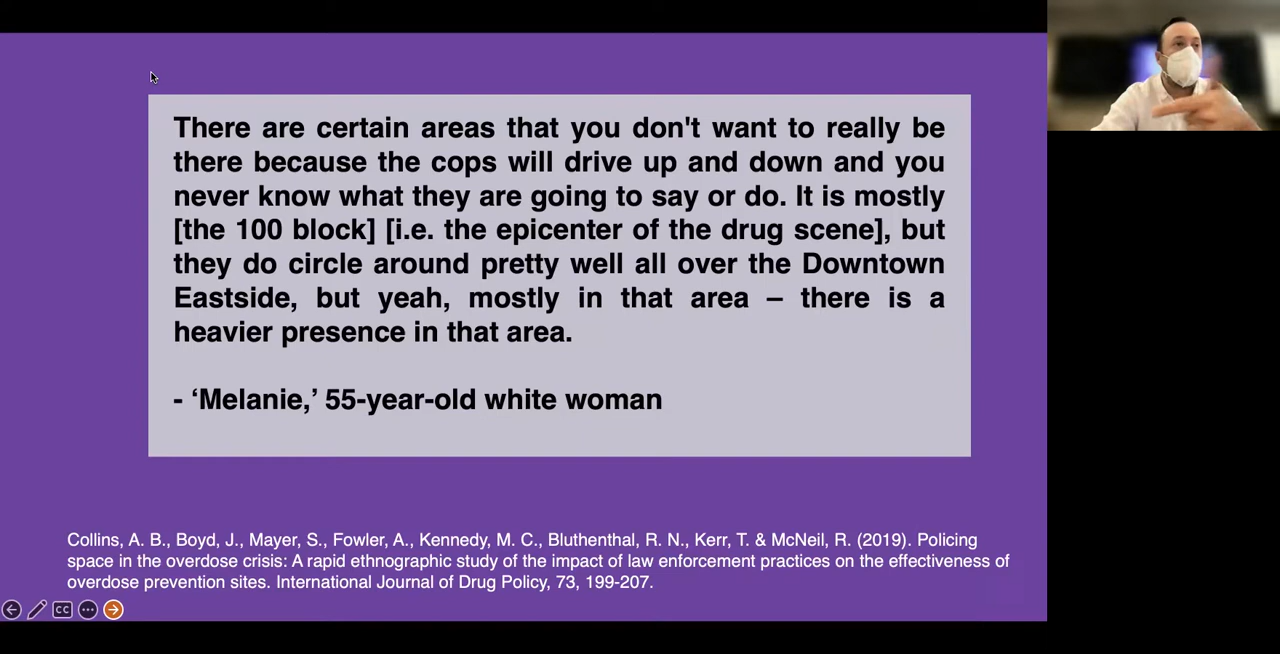 There are certain areas that you don't want to really be
there because the cops will drive up and down and you
never know what they are going to say or do. It is mostly
[the 100 block] [i.e. the epicenter of the drug scene], but
they do circle around pretty well all over the Downtown
Eastside, but yeah, mostly in that area – there is a
heavier presence in that area.
- ‘Melanie,’ 55-year-old white woman
Collins, A. B., Boyd, J., Mayer, S., Fowler, A., Kennedy, M. C., Bluthenthal, R. N., Kerr, T. & McNeil, R. (2019). Policing
space in the overdose crisis: A rapid ethnographic study of the impact of law enforcement practices on the effectiveness of
overdose prevention sites. International Journal of Drug Policy, 73, 199-207.
CC